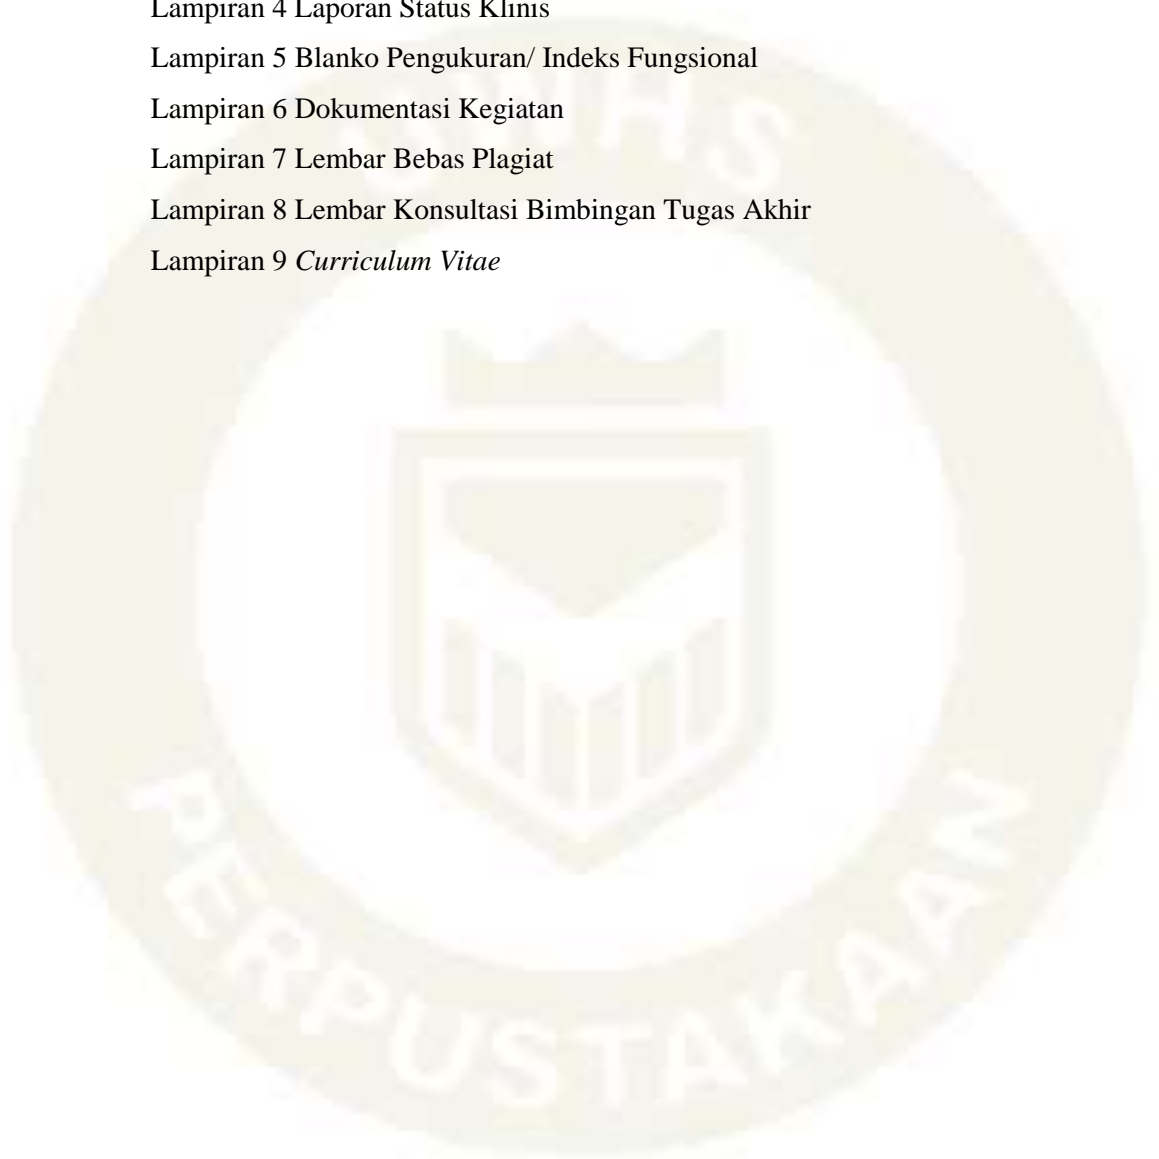 Lampiran 4 Laporan Status Klinis
Lampiran 5 Blanko Pengukuran/ Indeks Fungsional
Lampiran 6 Dokumentasi Kegiatan
Lampiran 7 Lembar Bebas Plagiat
Lampiran 8 Lembar Konsultasi Bimbingan Tugas Akhir
Lampiran 9 Curriculum Vitae
PERPUSTAKAAN